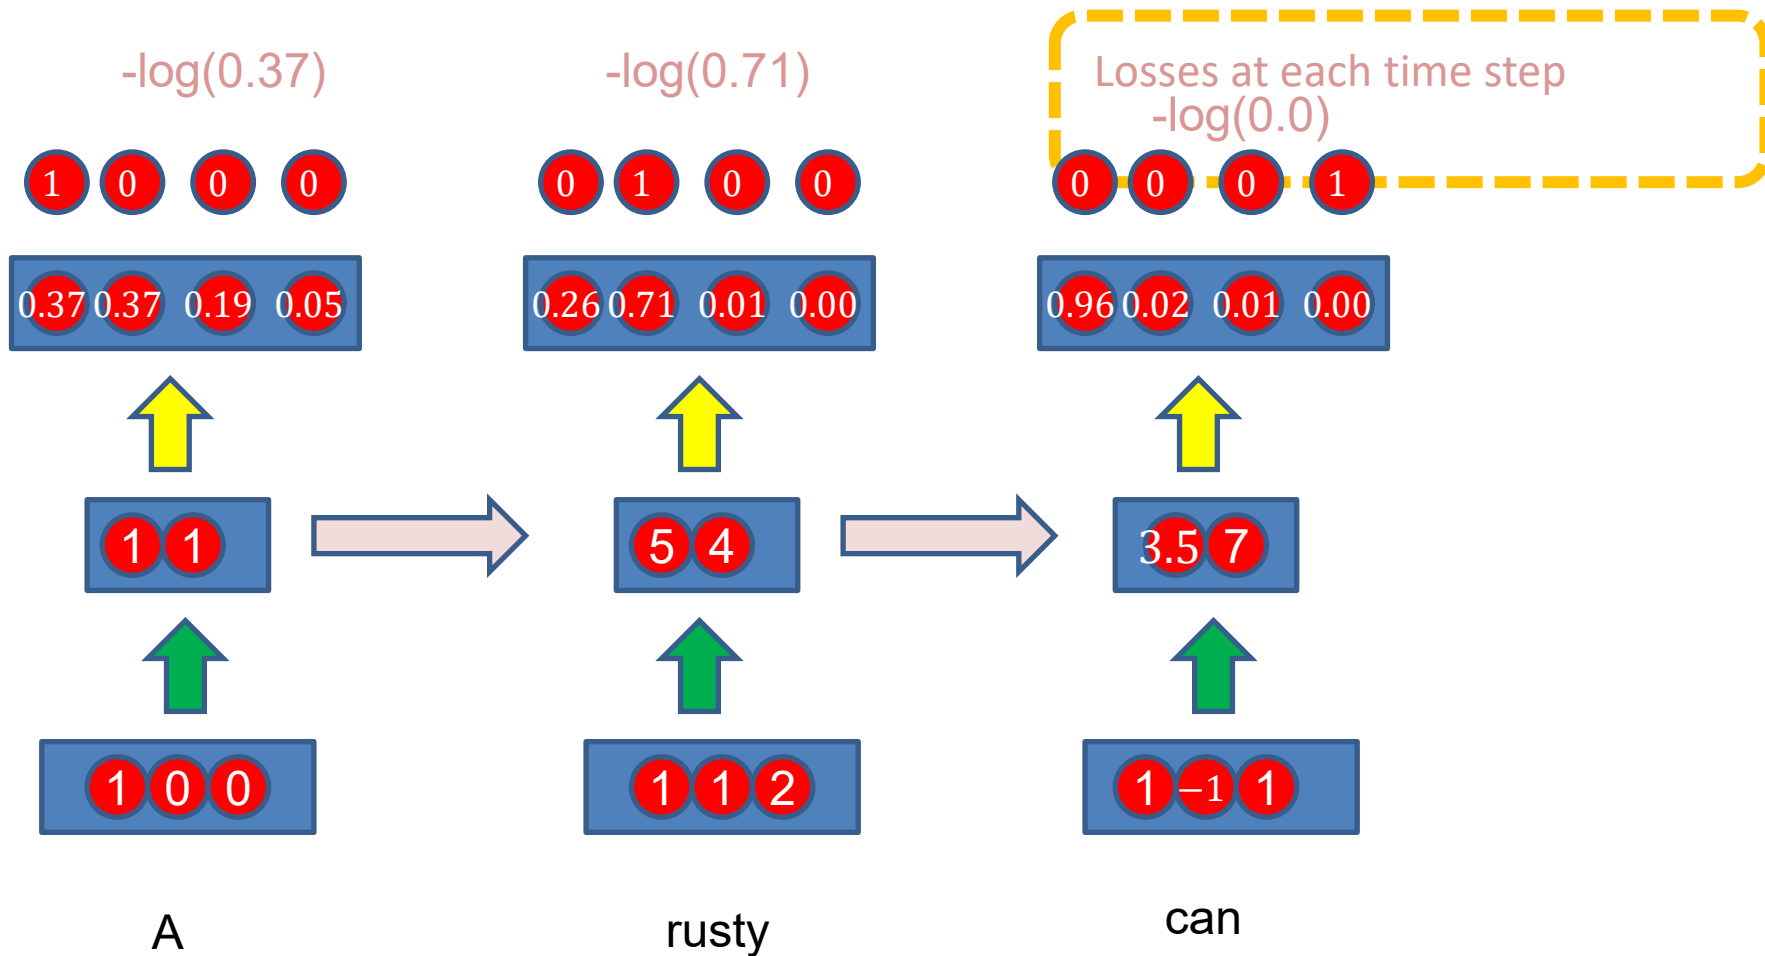 -log(0.37) -log(0.71) Losses at each time step
-log(0.0)
1 0 0 0 0 1 0 0 0 0 0 1
0.37 0.37 0.19 0.05 0.26 0.71 0.01 0.00 0.96 0.02 0.01 0.00
1 1 5 4 3.5 7
1 0 0 1 1 2 1 −1 1
A rusty can